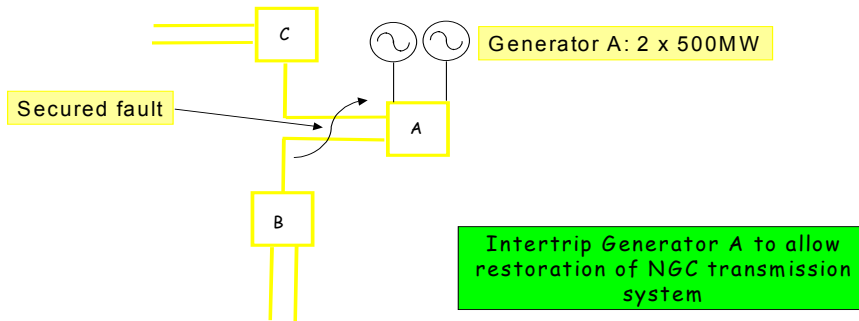 C
Generator A: 2 x 500MW
Secured fault
A
B
Intertrip Generator A to allow
restoration of NGC transmission
system